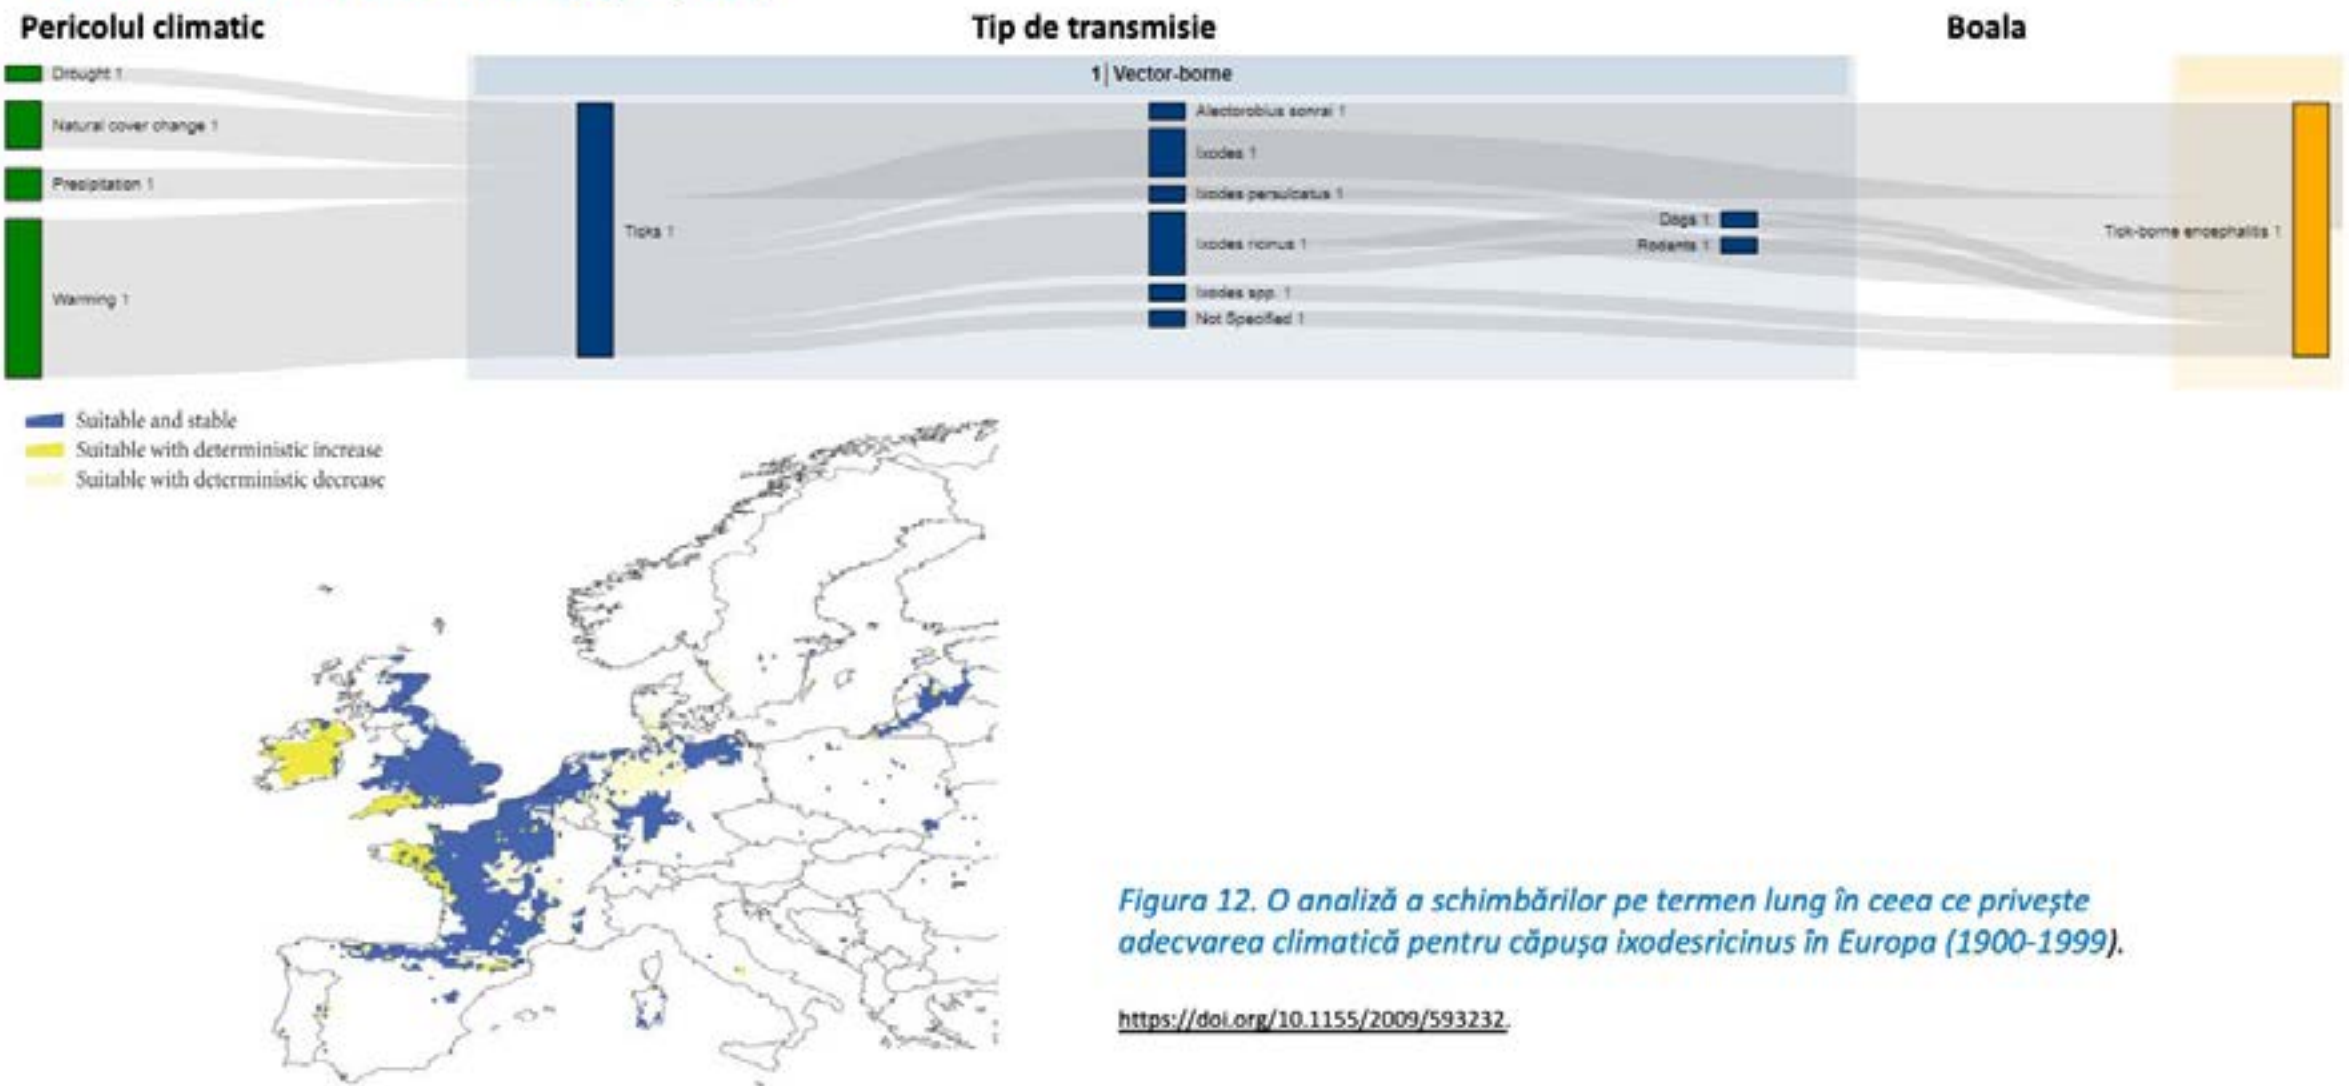 Pericolul climatic
Tip de transmisie
Boala
1| Vector-borne
Drought 1
Natural cover change 1
Precipitation 1
Warming 1
Ticks 1
Alectorobius sonrai 1
Ixodes 1
Ixodes persulcatus 1
Ixodes ricinus 1
Ixodes spp. 1
Not Specified 1
Dogs 1
Rodents 1
Tick-borne encephalitis 1
Suitable and stable
Suitable with deterministic increase
Suitable with deterministic decrease
Figura 12. O analiză a schimbărilor pe termen lung în ceea ce privește
adecvarea climatică pentru căpușa ixodesricinus în Europa (1900-1999).
https://doi.org/10.1155/2009/593232.